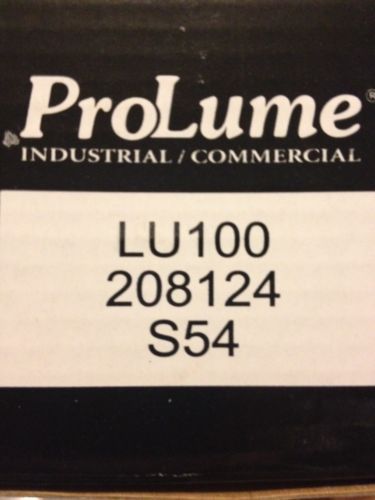 ProLume®
INDUSTRIAL / COMMERCIAL
LU100
208124
S54